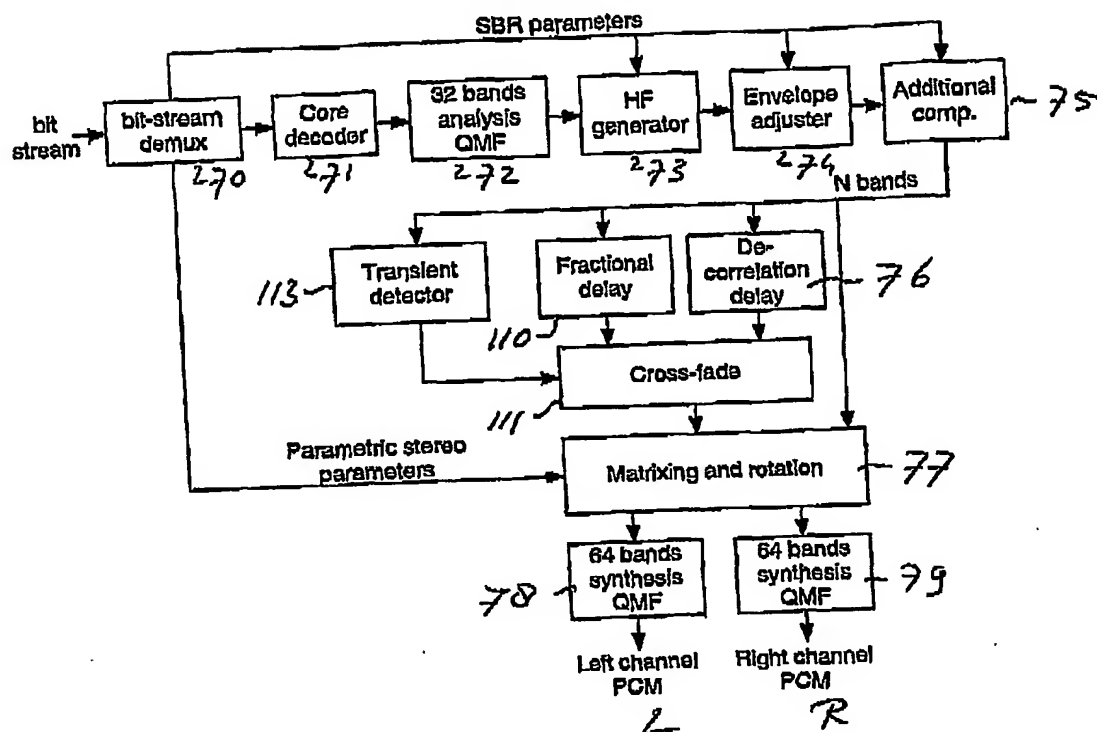 SBR parameters
bit
stream
bit-stream
demux
270
Core
decoder
271
32 bands
analysis
QMF
272
HF
generator
273
Envelope
adjuster
274
Additional
comp.
75
N bands
Transient
detector
113
Fractional
delay
110
De-
correlation
delay
76
Cross-fade
111
Parametric stereo
parameters
Matrixing and rotation
77
64 bands
synthesis
QMF
78
64 bands
synthesis
QMF
79
Left channel
PCM
L
Right channel
PCM
R